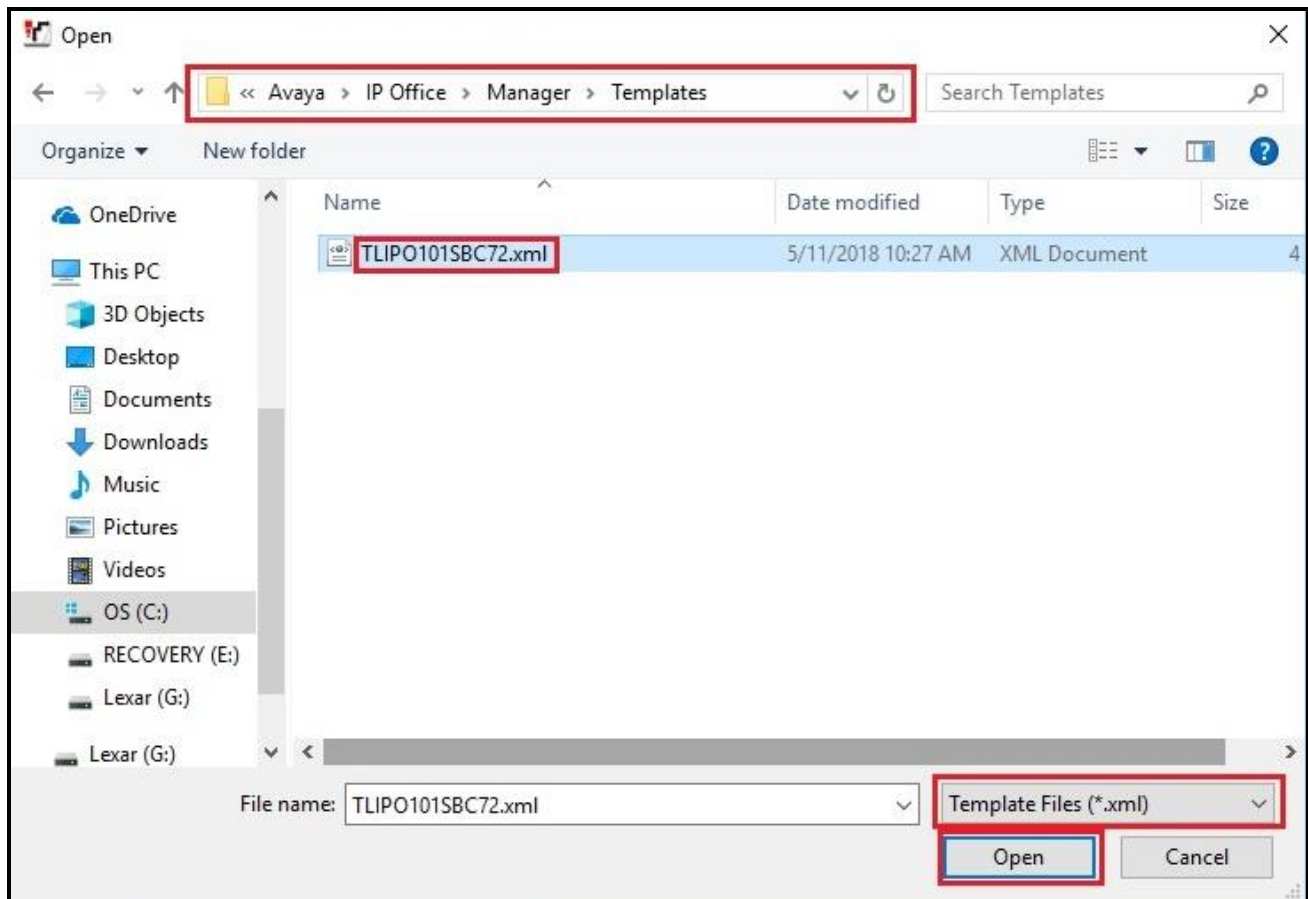 Open
« Avaya > IP Office > Manager > Templates
Search Templates
Organize
New folder
Name
Date modified
Type
Size
TLIPO101SBC72.xml
5/11/2018 10:27 AM
XML Document
4
OneDrive
This PC
3D Objects
Desktop
Documents
Downloads
Music
Pictures
Videos
OS (C:)
RECOVERY (E:)
Lexar (G:)
Lexar (G:)
File name:
TLIPO101SBC72.xml
Template Files (*.xml)
Open
Cancel